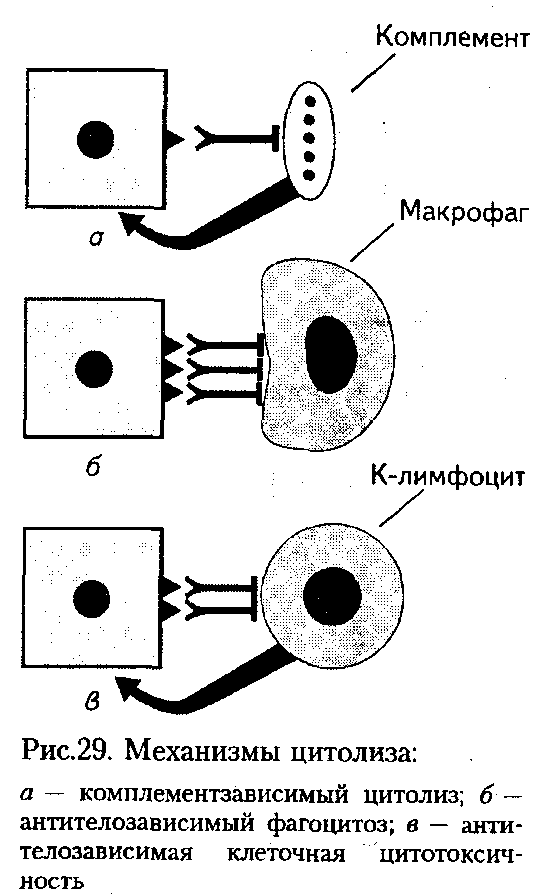 Комплемент
а
Макрофаг
б
К-лимфоцит
в
Рис.29. Механизмы цитолиза:
а — комплементзависимый цитолиз; б —
антителозависимый фагоцитоз; в — анти-
телозависимая клеточная цитотоксич-
ность